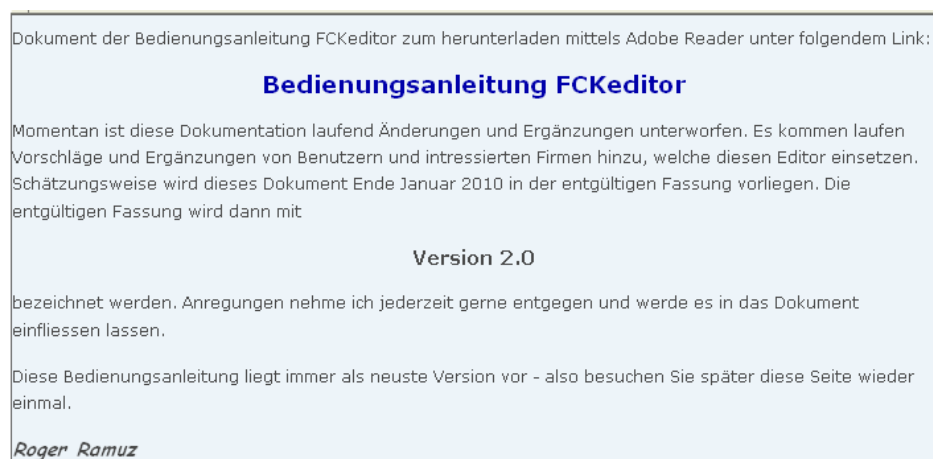 Dokument der Bedienungsanleitung FCKeditor zum herunterladen mittels Adobe Reader unter folgendem Link:
Bedienungsanleitung FCKeditor
Momentan ist diese Dokumentation laufend Änderungen und Ergänzungen unterworfen. Es kommen laufen
Vorschläge und Ergänzungen von Benutzern und intressierten Firmen hinzu, welche diesen Editor einsetzen.
Schätzungsweise wird dieses Dokument Ende Januar 2010 in der entgültigen Fassung vorliegen. Die
entgültigen Fassung wird dann mit
Version 2.0
bezeichnet werden. Anregungen nehme ich jederzeit gerne entgegen und werde es in das Dokument
einfliessen lassen.
Diese Bedienungsanleitung liegt immer als neuste Version vor - also besuchen Sie später diese Seite wieder
einmal.
Roger Ramuz